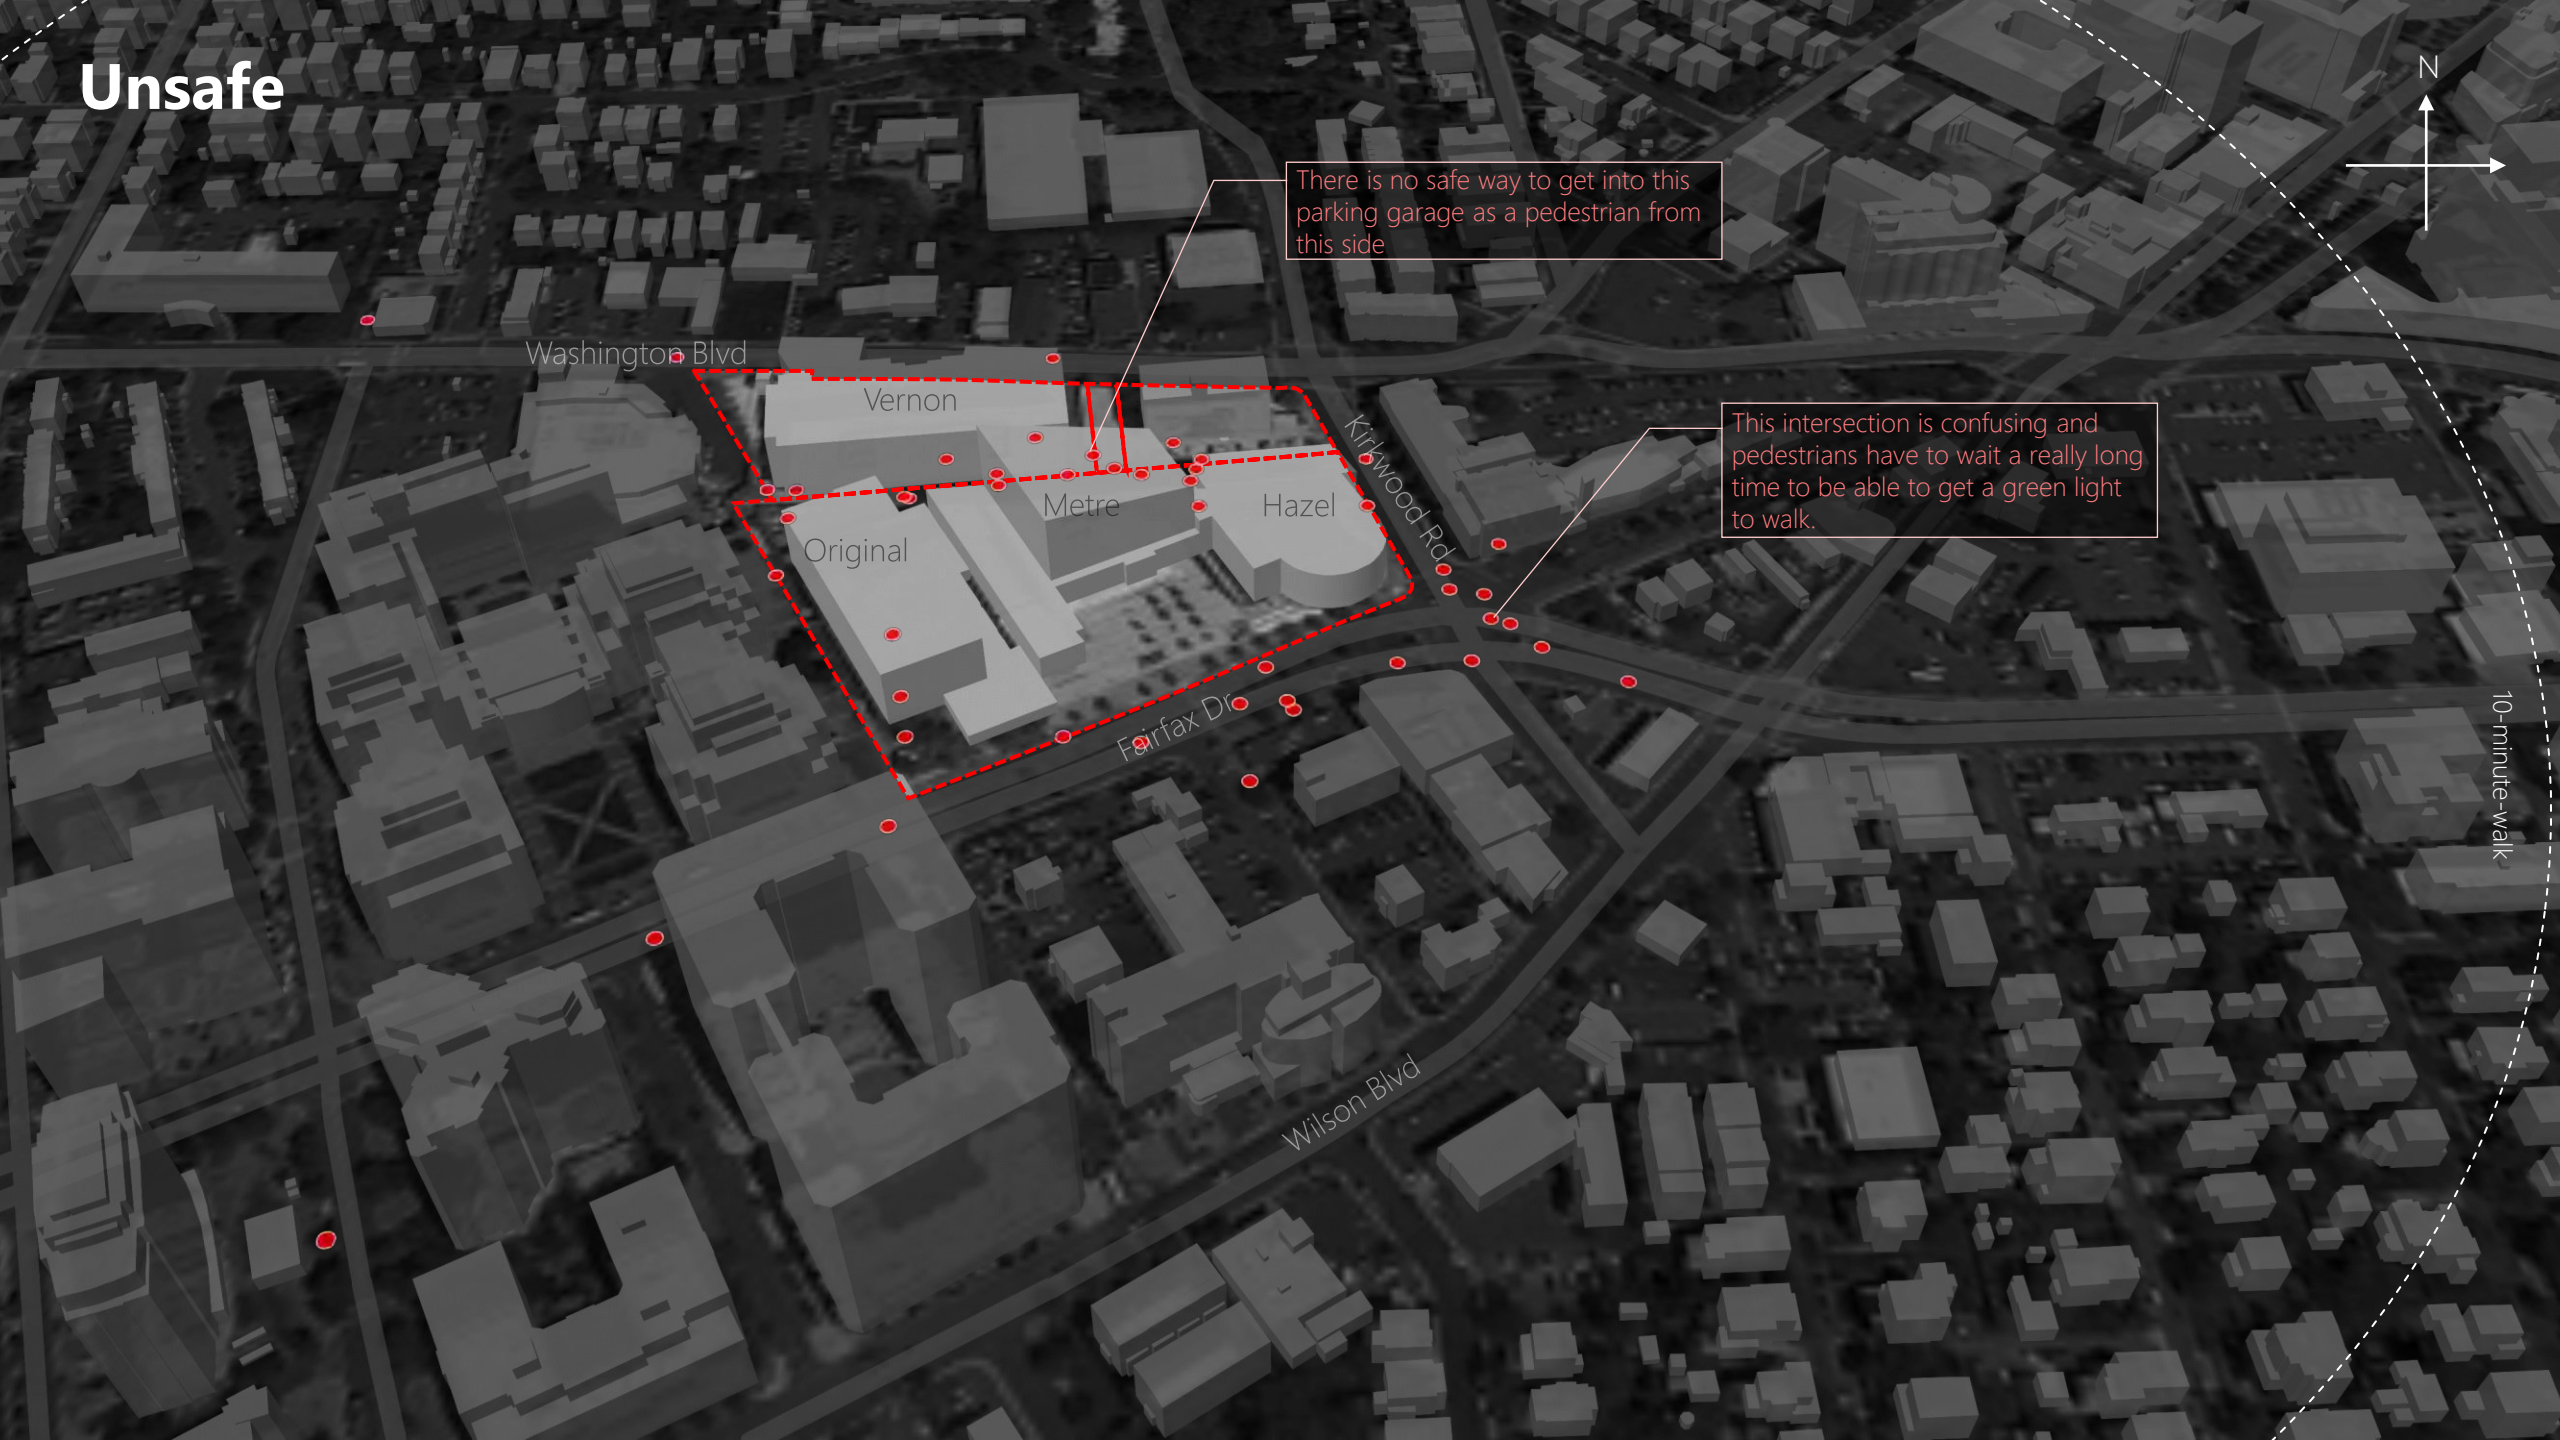 Unsafe
N
There is no safe way to get into this
parking garage as a pedestrian from
this side
Washington Blvd
Vernon
Kirkwood Rd
This intersection is confusing and
pedestrians have to wait a really long
time to be able to get a green light
to walk.
Metre
Hazel
Original
Fairfax Dr
10-minute-walk
Wilson Blvd